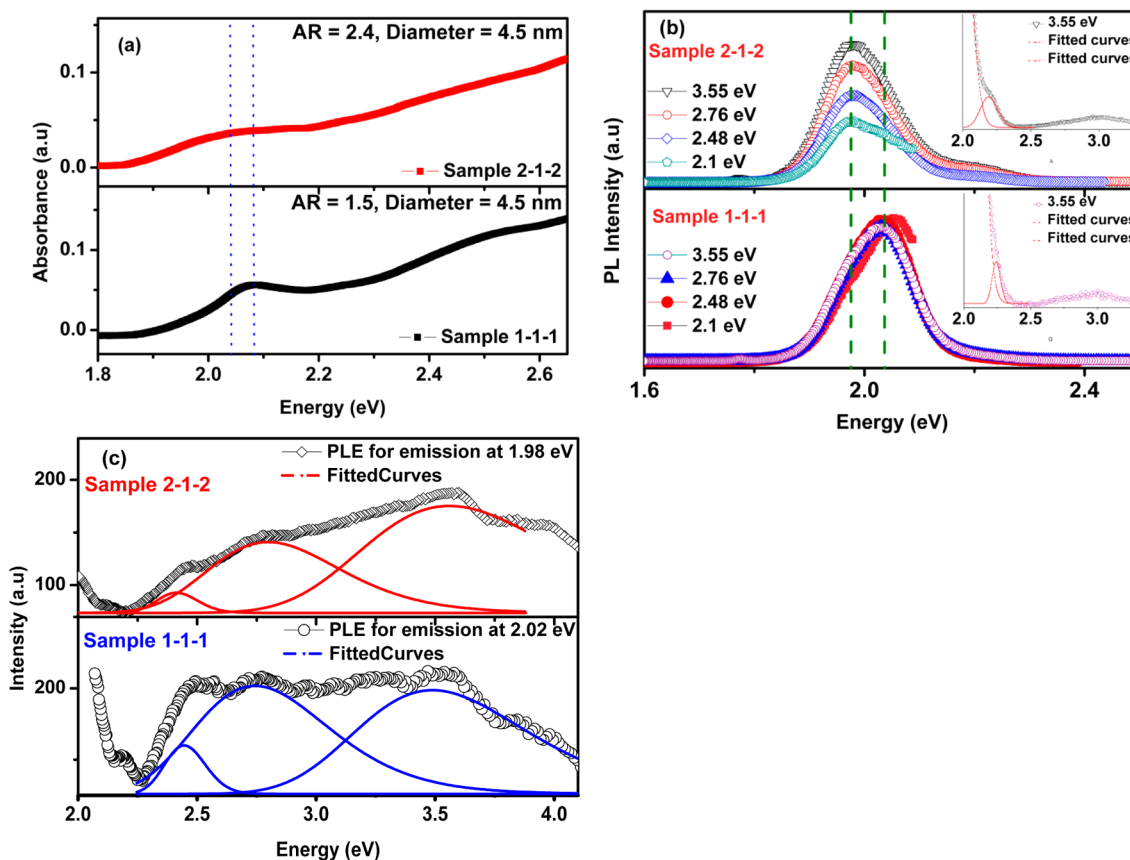 (a)
AR = 2.4, Diameter = 4.5 nm
0.1
0.0
Sample 2-1-2
AR = 1.5, Diameter = 4.5 nm
0.1
0.0
Sample 1-1-1
Absorbance (a.u)
1.8 2.0 2.2 2.4 2.6
Energy (eV)
(b)
Sample 2-1-2
3.55 eV
2.76 eV
2.48 eV
2.1 eV
3.55 eV
Fitted curves
Fitted curves
2.0 2.5 3.0
A
Sample 1-1-1
3.55 eV
2.76 eV
2.48 eV
2.1 eV
3.55 eV
Fitted curves
Fitted curves
2.0 2.5 3.0
PL Intensity (a.u)
1.6 2.0 2.4
Energy (eV)
(c)
PLE for emission at 1.98 eV
FittedCurves
Sample 2-1-2
200
100
PLE for emission at 2.02 eV
FittedCurves
Sample 1-1-1
200
Intensity (a.u)
2.0 2.5 3.0 3.5 4.0
Energy (eV)